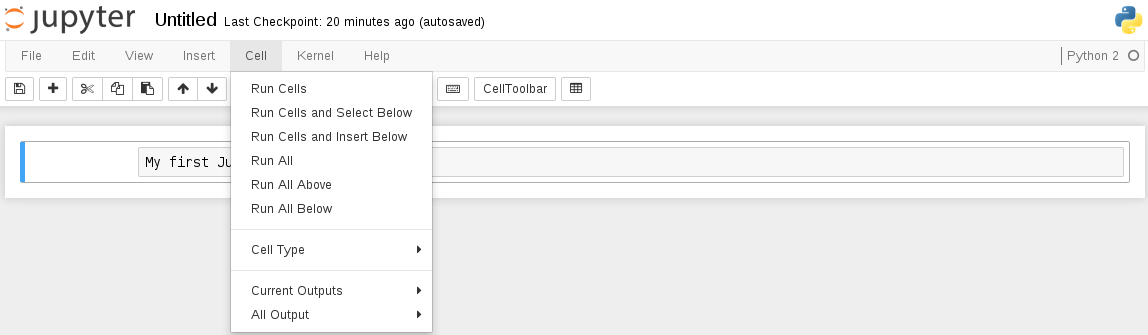 jupyter Untitled Last Checkpoint: 20 minutes ago (autosaved)
File Edit View Insert Cell Kernel Help Python 2
CellToolbar
Run Cells
Run Cells and Select Below
Run Cells and Insert Below
Run All
Run All Above
Run All Below
Cell Type
Current Outputs
All Output
My first